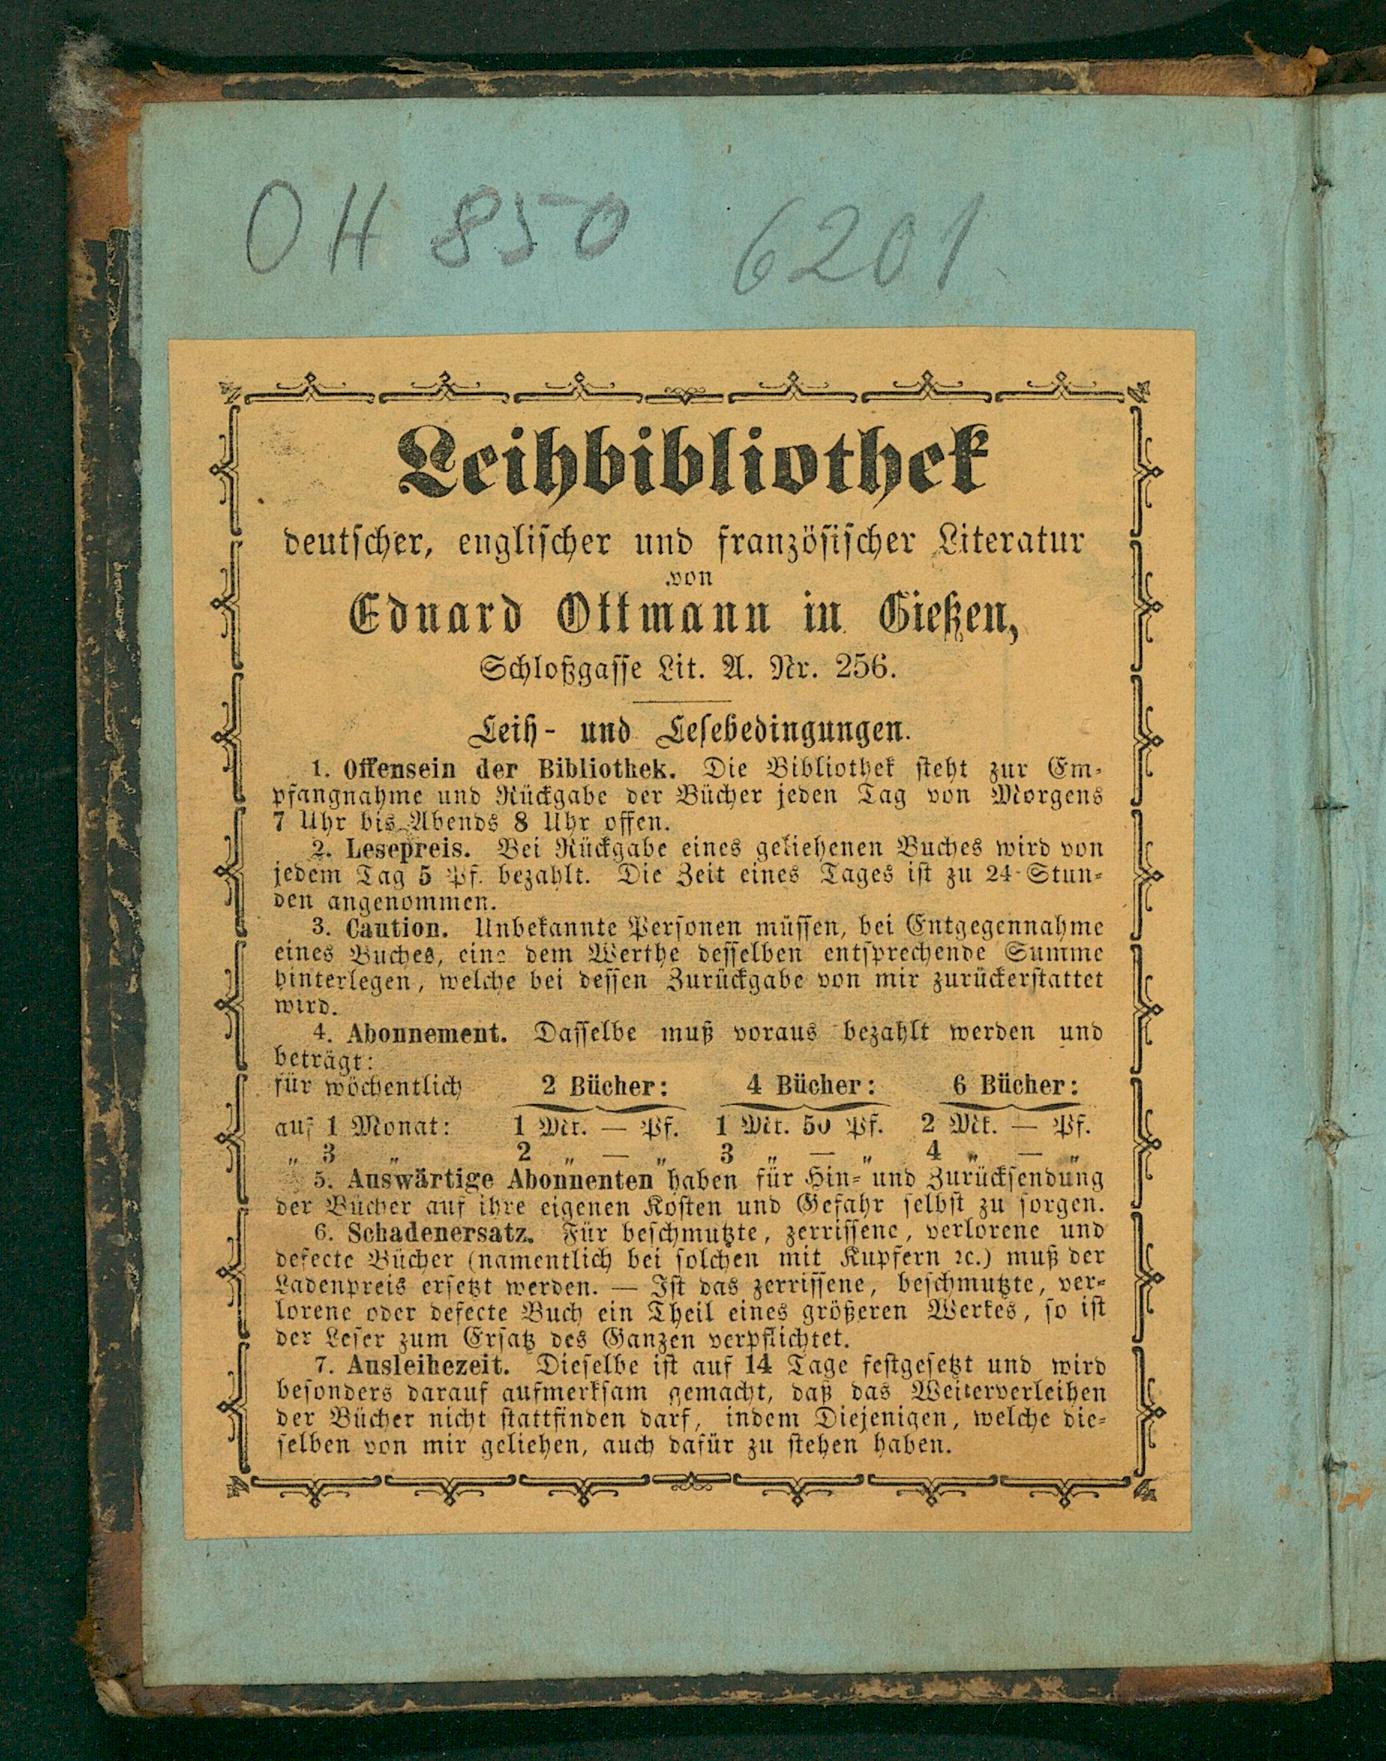 OH 850 6201
Leihbibliothek
deutscher, englischer und französischer Literatur
von
Eduard Ottmann in Gießen,
Schloßgasse Lit. A. Nr. 256.
Leih- und Lesebedingungen.
1. Offensein der Bibliothek. Die Bibliothek steht zur Em-
pfangnahme und Rückgabe der Bücher jeden Tag von Morgens
7 Uhr bis Abends 8 Uhr offen.
2. Lesepreis. Bei Rückgabe eines geliehenen Buches wird von
jedem Tag 5 Pf. bezahlt. Die Zeit eines Tages ist zu 24 Stun-
den angenommen.
3. Caution. Unbekannte Personen müssen, bei Entgegennahme
eines Buches, eine dem Werthe desselben entsprechende Summe
hinterlegen, welche bei dessen Zurückgabe von mir zurückerstattet
wird.
4. Abonnement. Dasselbe muß voraus bezahlt werden und
beträgt:
für wöchentlich 2 Bücher: 4 Bücher: 6 Bücher:
auf 1 Monat: 1 Mk. — Pf. 1 Mk. 50 Pf. 2 Mk. — Pf.
„ 3 „ 2 „ — „ 3 „ — „ 4 „ — „
5. Auswärtige Abonnenten haben für Hin- und Zurücksendung
der Bücher auf ihre eigenen Kosten und Gefahr selbst zu sorgen.
6. Schadenersatz. Für beschmutzte, zerrissene, verlorene und
defecte Bücher (namentlich bei solchen mit Kupfern ꝛc.) muß der
Ladenpreis ersetzt werden. — Ist das zerrissene, beschmutzte, ver-
lorene oder defecte Buch ein Theil eines größeren Werkes, so ist
der Leser zum Ersatz des Ganzen verpflichtet.
7. Ausleihezeit. Dieselbe ist auf 14 Tage festgesetzt und wird
besonders darauf aufmerksam gemacht, daß das Weiterverleihen
der Bücher nicht stattfinden darf, indem Diejenigen, welche die-
selben von mir geliehen, auch dafür zu stehen haben.